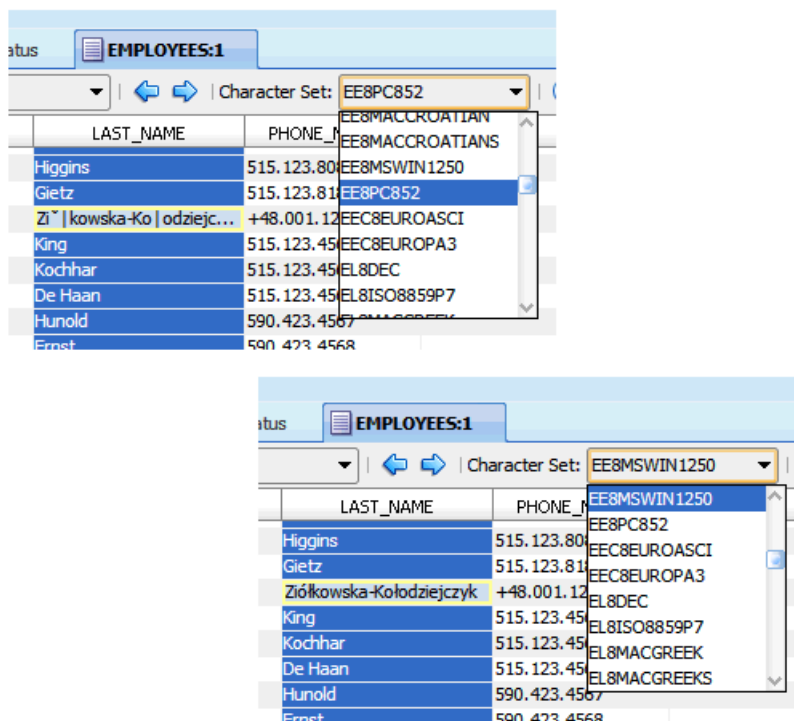 atus EMPLOYEES:1
Character Set: EE8PC852
LAST_NAME PHONE_N EE8MACCROATIAN
EE8MACCROATIANS
Higgins 515.123.808 EE8MSWIN1250
Gietz 515.123.818 EE8PC852
Ziˇ|kowska-Ko|odziejc... +48.001.12 EEC8EUROASCI
King 515.123.456 EEC8EUROPA3
Kochhar 515.123.456 EL8DEC
De Haan 515.123.456 EL8ISO8859P7
Hunold 590.423.4567 EL8MACGREEK
Ernst 590.423.4568
atus EMPLOYEES:1
Character Set: EE8MSWIN1250
LAST_NAME PHONE_N EE8MSWIN1250
EE8PC852
Higgins 515.123.808 EEC8EUROASCI
Gietz 515.123.818 EEC8EUROPA3
Ziółkowska-Kołodziejczyk +48.001.12 EL8DEC
King 515.123.456 EL8ISO8859P7
Kochhar 515.123.456 EL8MACGREEK
De Haan 515.123.456 EL8MACGREEKS
Hunold 590.423.4567
Ernst 590.423.4568